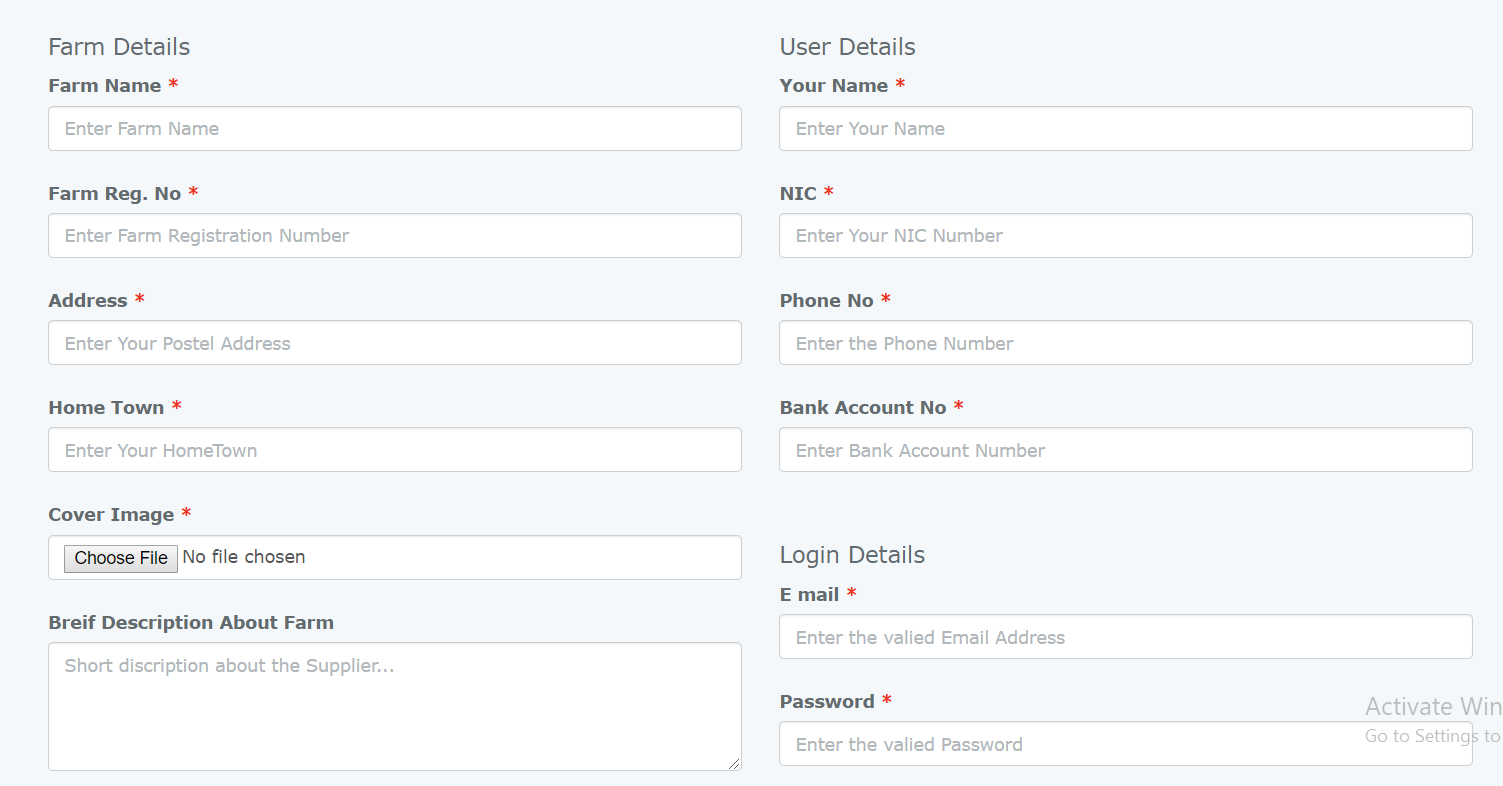 Farm Details
Farm Name *
Enter Farm Name
Farm Reg. No *
Enter Farm Registration Number
Address *
Enter Your Postel Address
Home Town *
Enter Your HomeTown
Cover Image *
Choose File No file chosen
Breif Description About Farm
Short discription about the Supplier...
User Details
Your Name *
Enter Your Name
NIC *
Enter Your NIC Number
Phone No *
Enter the Phone Number
Bank Account No *
Enter Bank Account Number
Login Details
E mail *
Enter the valied Email Address
Password *
Enter the valied Password
Activate Win
Go to Settings to